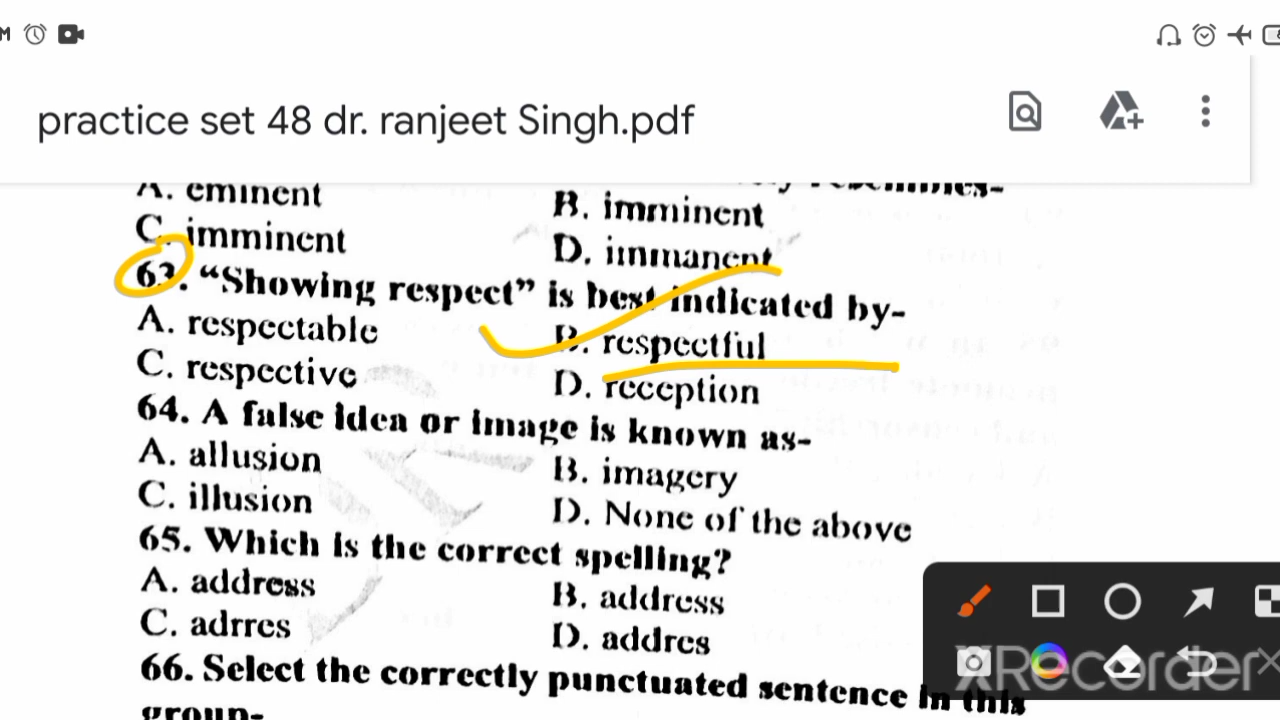 practice set 48 dr. ranjeet Singh.pdf
A. eminent B. imminent
C. imminent D. immanent
63. “Showing respect” is best indicated by-
A. respectable B. respectful
C. respective D. reception
64. A false idea or image is known as-
A. allusion B. imagery
C. illusion D. None of the above
65. Which is the correct spelling?
A. address B. address
C. adrres D. addres
66. Select the correctly punctuated sentence in this
group-
XRecorder